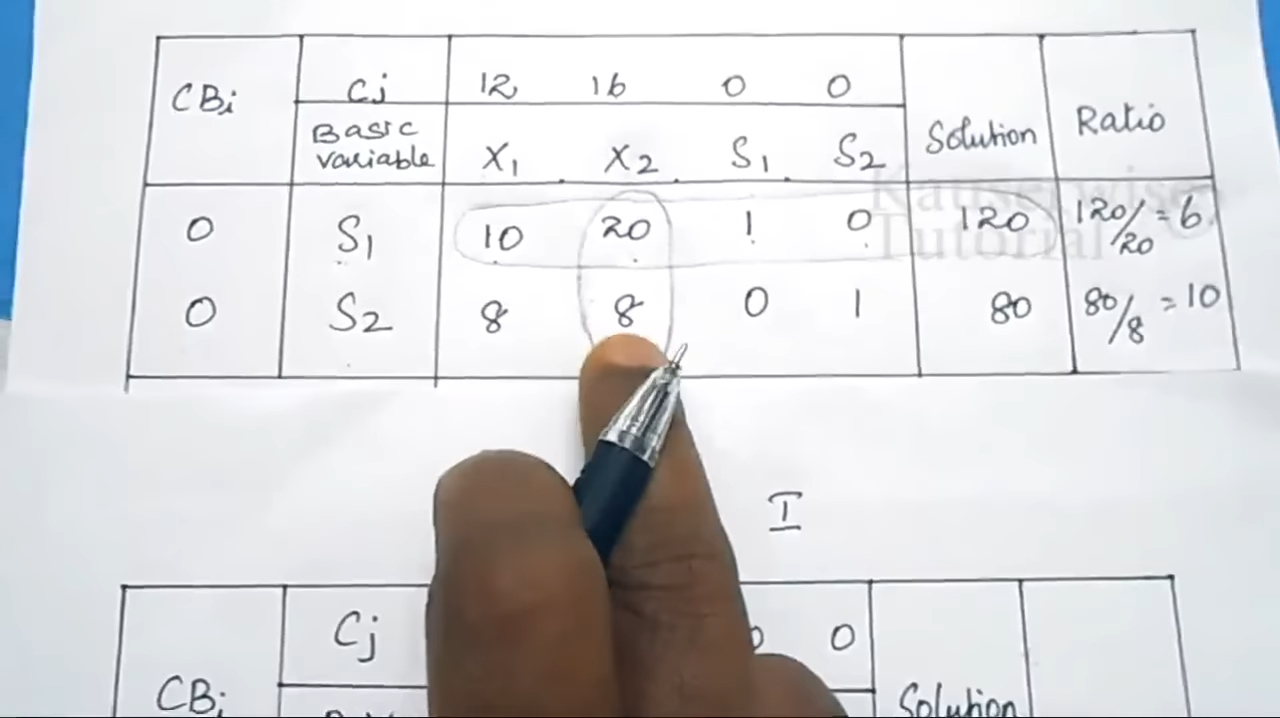 CBi Cj 12 16 0 0 Solution Ratio
Basic variable X1 X2 S1 S2
0 S1 10 20 1 0 120 120/20 = 6
0 S2 8 8 0 1 80 80/8 = 10
I
CBi Cj 0 Solution
Kauserwise
Tutorial